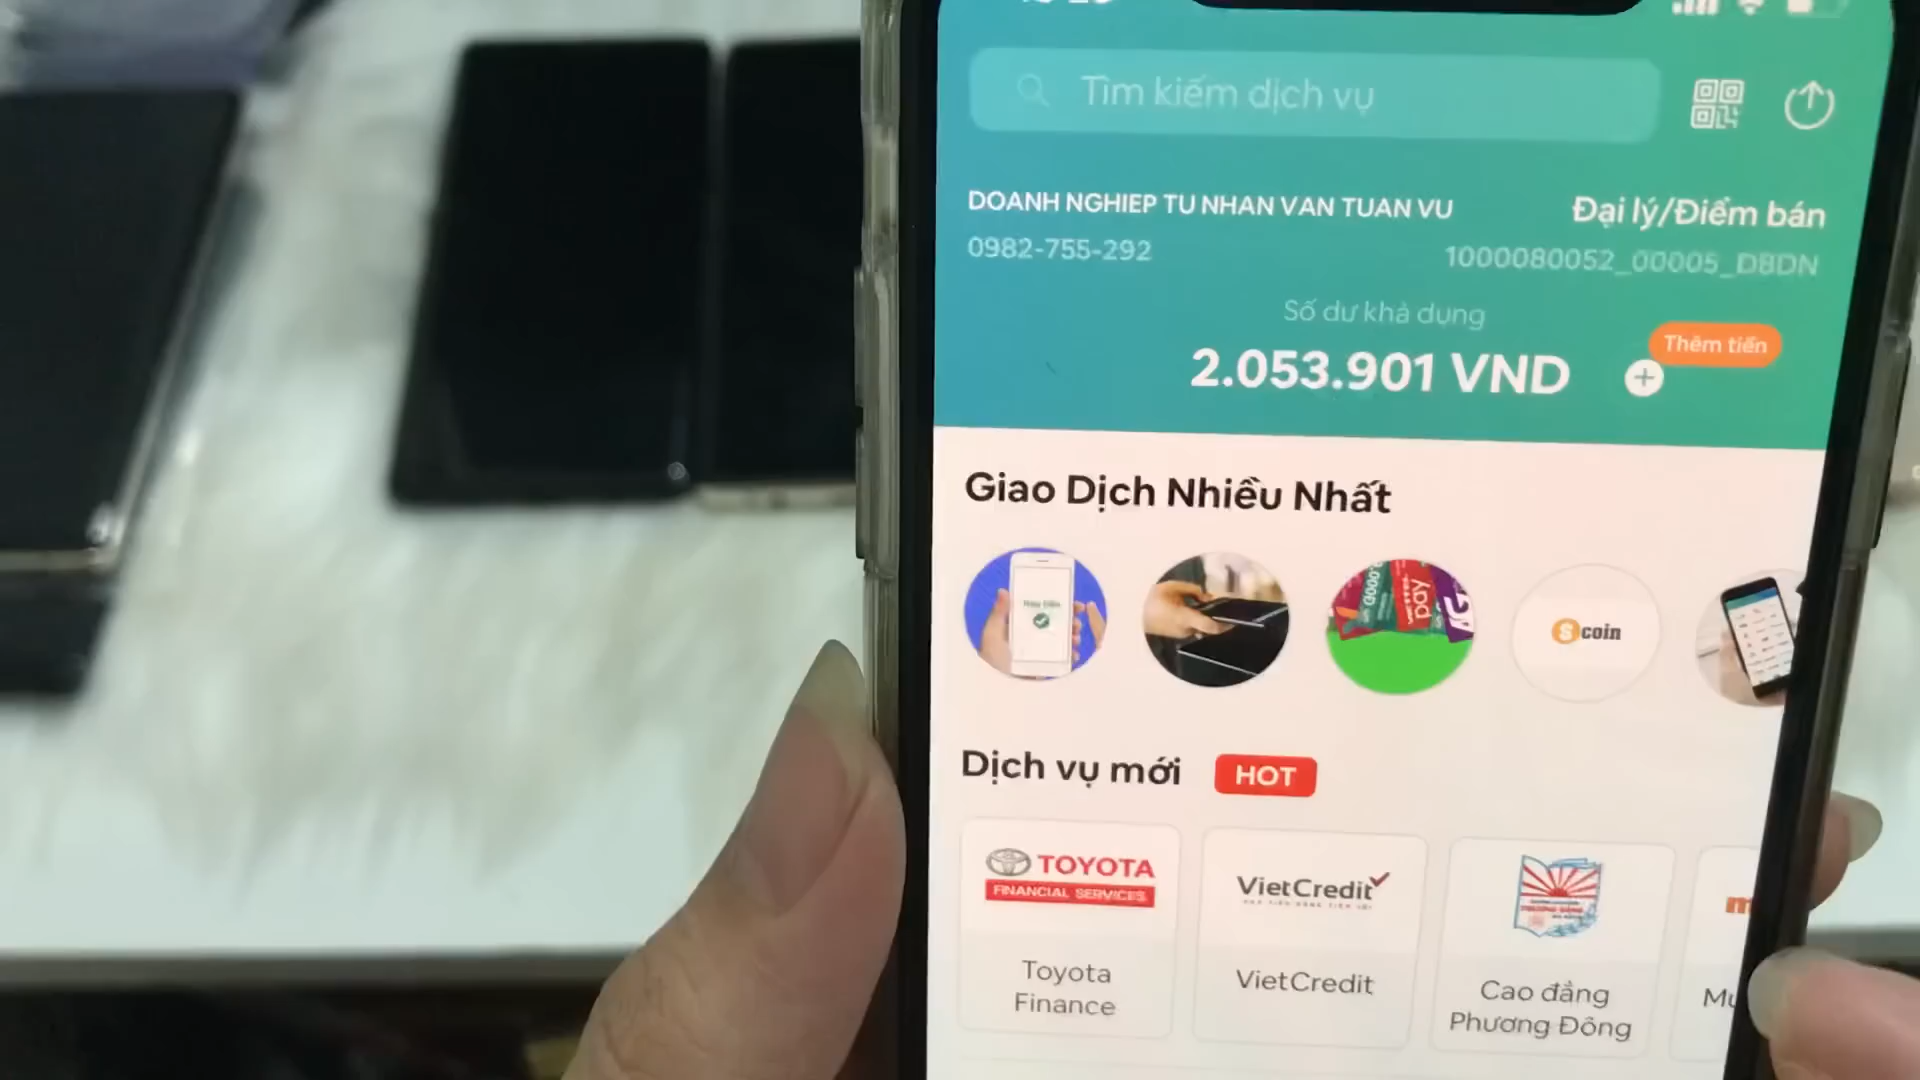 Tìm kiếm dịch vụ
DOANH NGHIEP TU NHAN VAN TUAN VU
Đại lý/Điểm bán
0982-755-292
1000080052_00005_DBDN
Số dư khả dụng
2.053.901 VND
Thêm tiền
Giao Dịch Nhiều Nhất
pay
Scoin
Dịch vụ mới
HOT
TOYOTA
FINANCIAL SERVICES
VietCredit
Toyota
Finance
VietCredit
Cao đẳng
Phương Đông